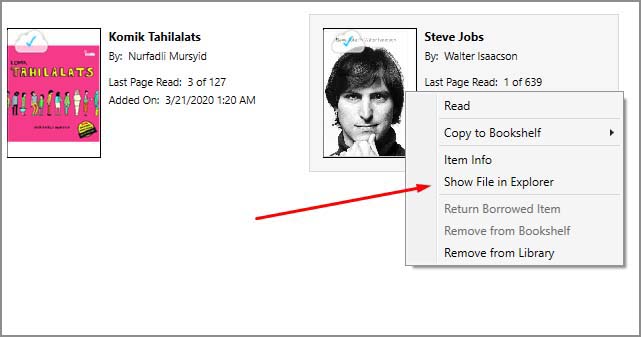 Komik Tahilalats
By: Nurfadli Mursyid
Last Page Read: 3 of 127
Added On: 3/21/2020 1:20 AM
KOMIK
TAHILALATS
Steve Jobs
By: Walter Isaacson
Last Page Read: 1 of 639
Read
Copy to Bookshelf
Item Info
Show File in Explorer
Return Borrowed Item
Remove from Bookshelf
Remove from Library